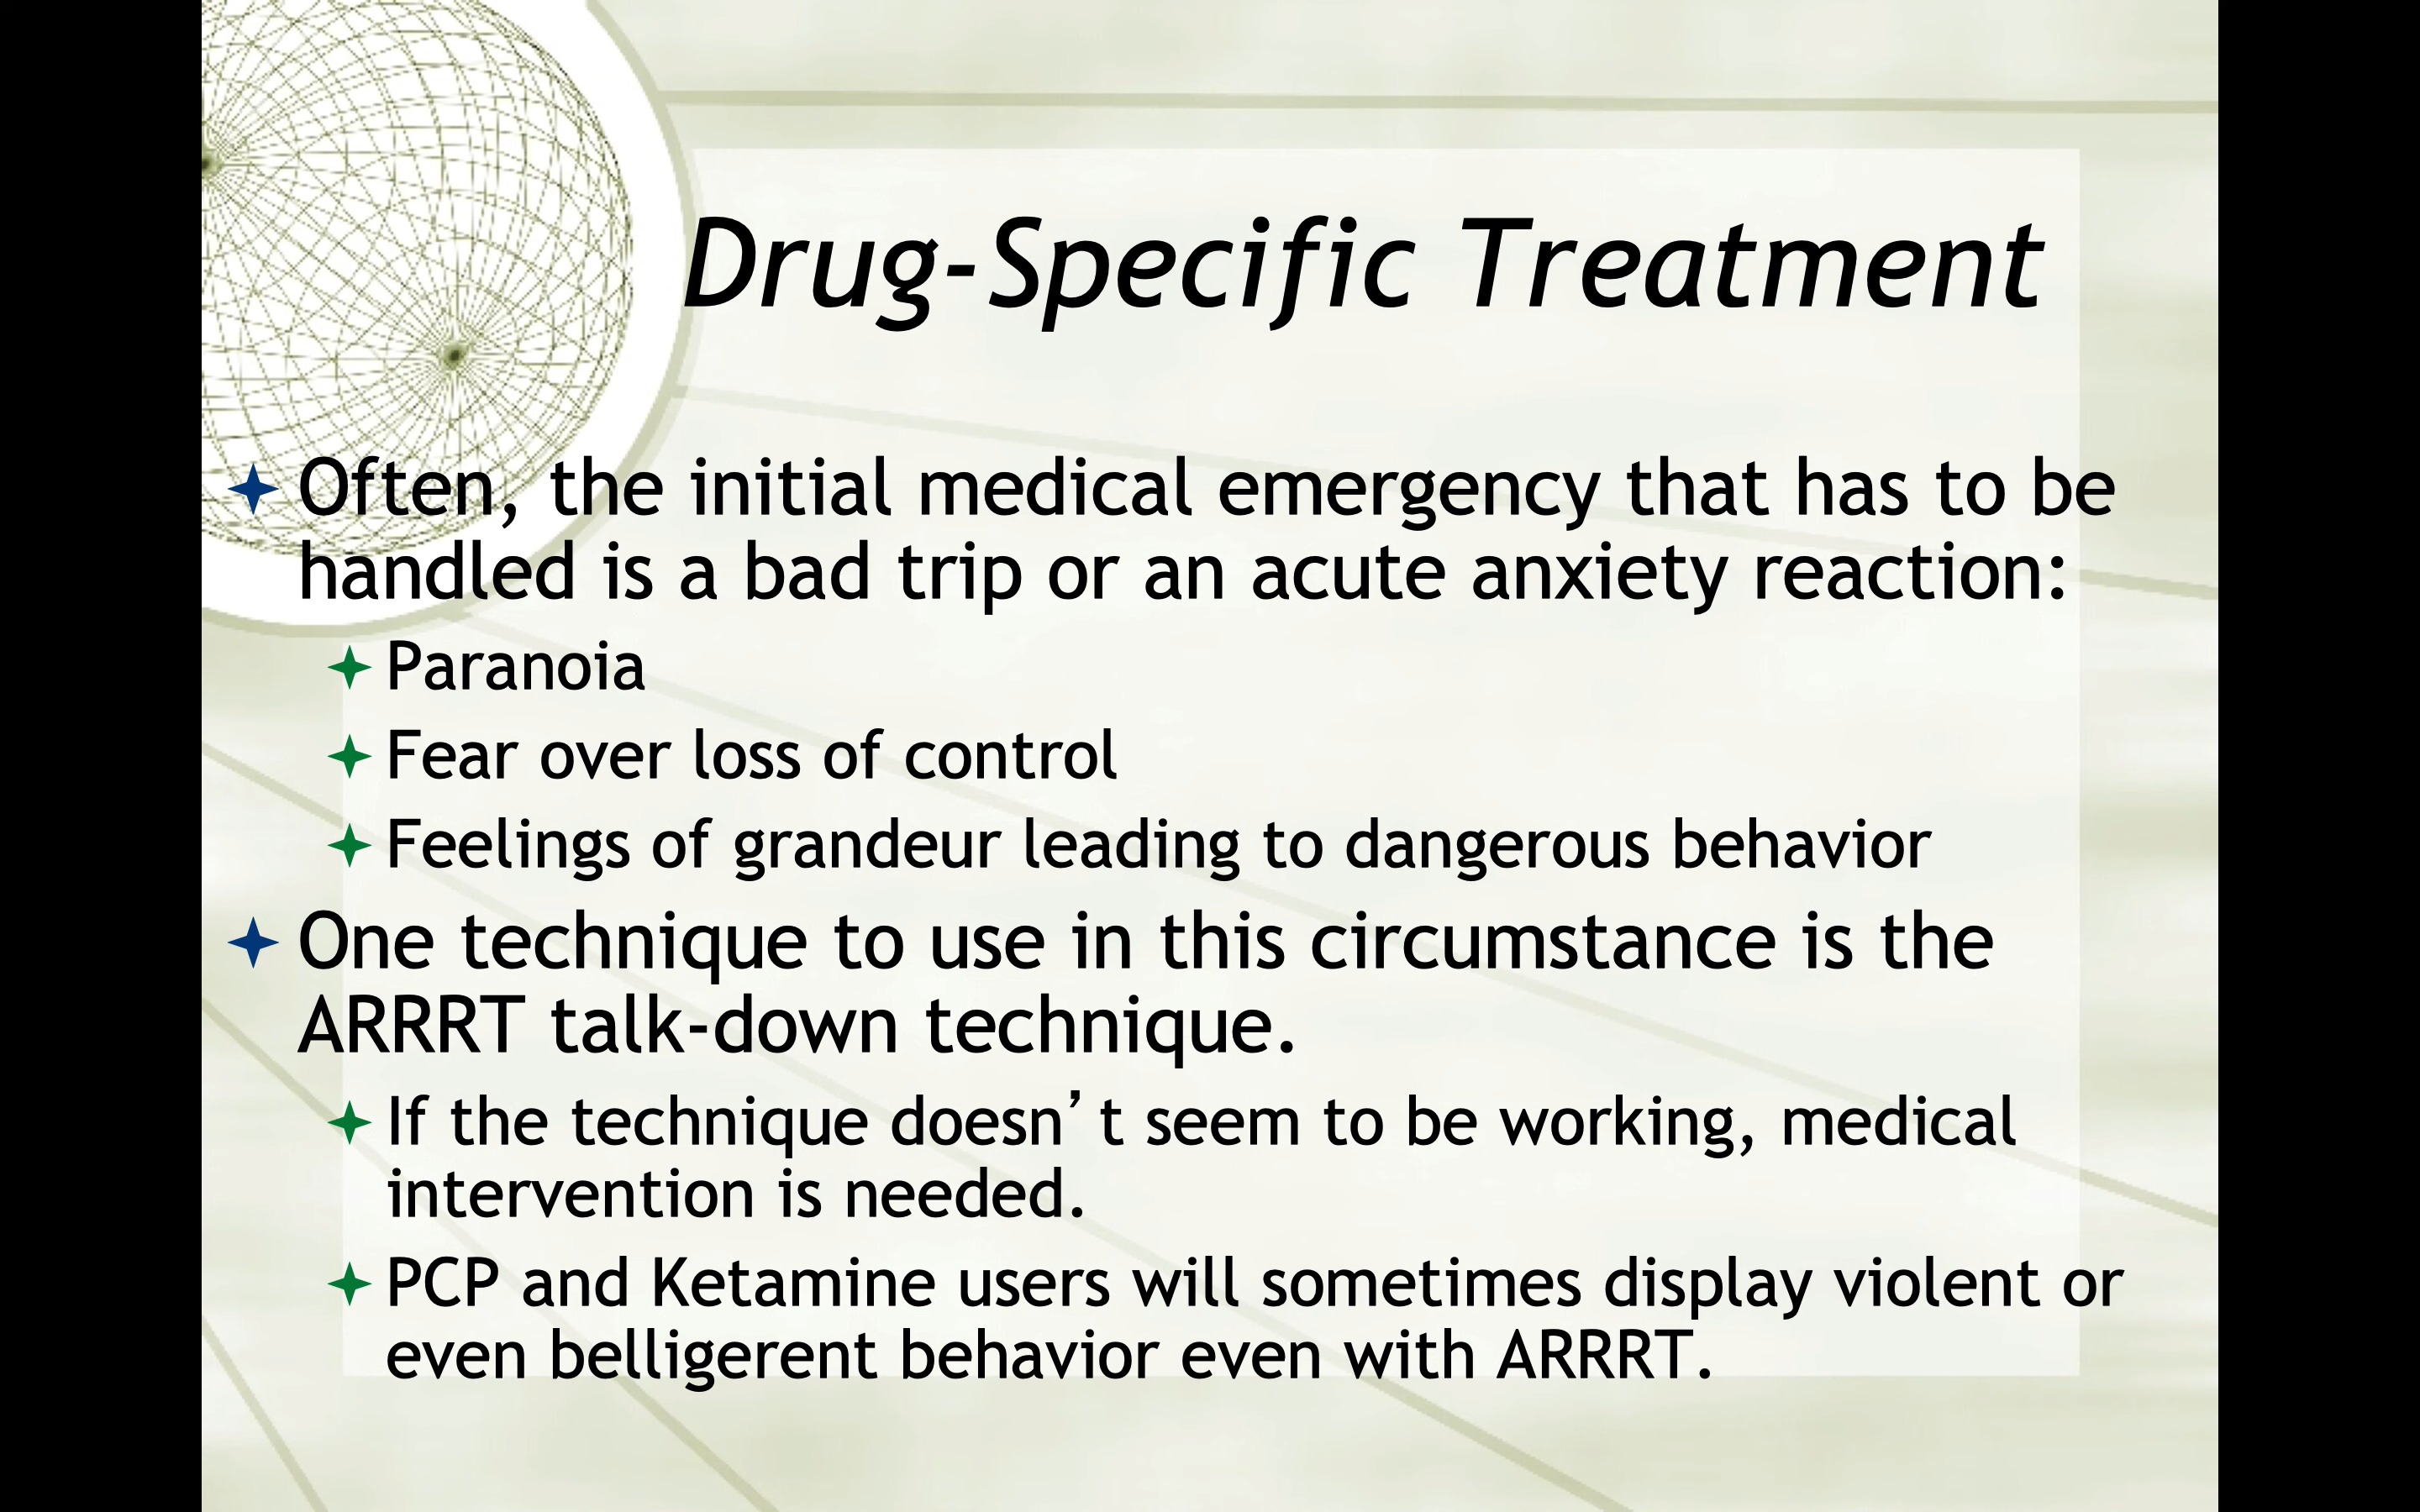 Drug-Specific Treatment
Often, the initial medical emergency that has to be
handled is a bad trip or an acute anxiety reaction:
Paranoia
Fear over loss of control
Feelings of grandeur leading to dangerous behavior
One technique to use in this circumstance is the
ARRRT talk-down technique.
If the technique doesn’t seem to be working, medical
intervention is needed.
PCP and Ketamine users will sometimes display violent or
even belligerent behavior even with ARRRT.